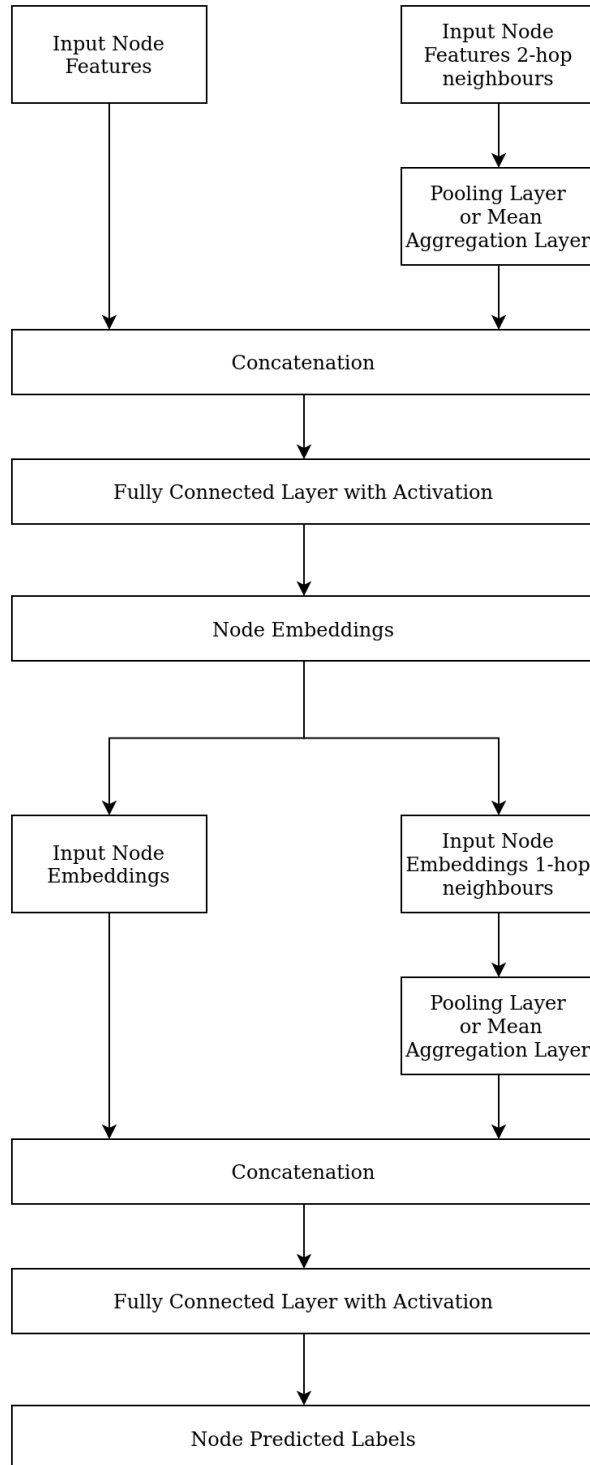 Input Node
Features
Input Node
Features 2-hop
neighbours
Pooling Layer
or Mean
Aggregation Layer
Concatenation
Fully Connected Layer with Activation
Node Embeddings
Input Node
Embeddings
Input Node
Embeddings 1-hop
neighbours
Pooling Layer
or Mean
Aggregation Layer
Concatenation
Fully Connected Layer with Activation
Node Predicted Labels